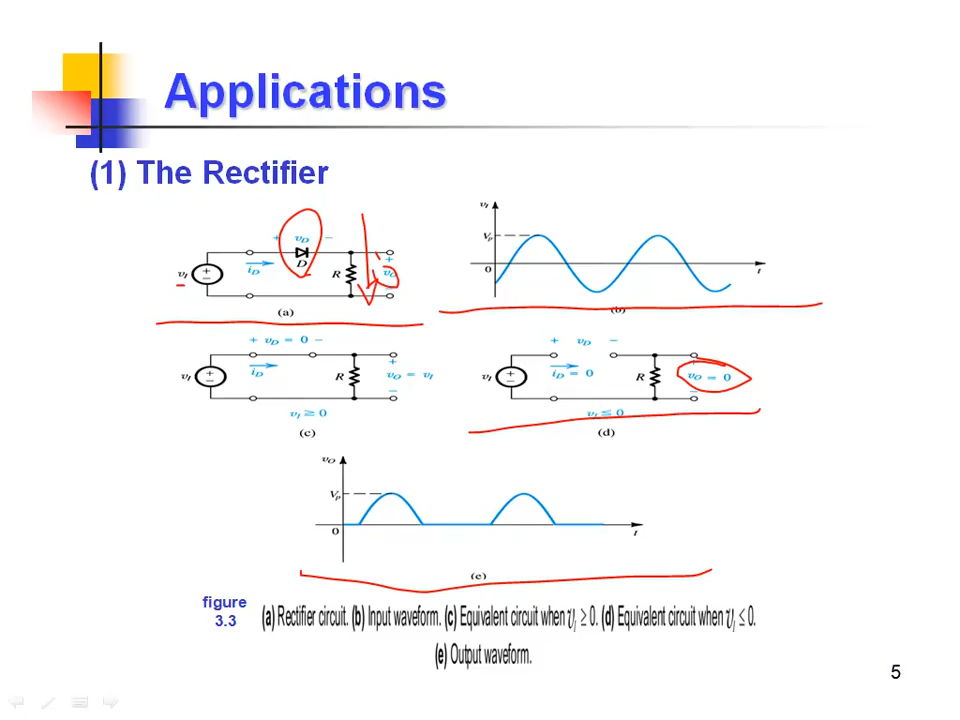 Applications
(1) The Rectifier
+ vD −
vI
+
−
iD
D
R
+
vO
−
(a)
vI
Vp
0
t
(b)
+ vD = 0 −
vI
+
−
iD
R
+
vO = vI
−
vI ≥ 0
(c)
+ vD −
vI
+
−
iD = 0
R
+
vO = 0
−
vI ≤ 0
(d)
vO
Vp
0
t
(e)
figure
3.3
(a) Rectifier circuit. (b) Input waveform. (c) Equivalent circuit when υI ≥ 0. (d) Equivalent circuit when υI ≤ 0.
(e) Output waveform.
5